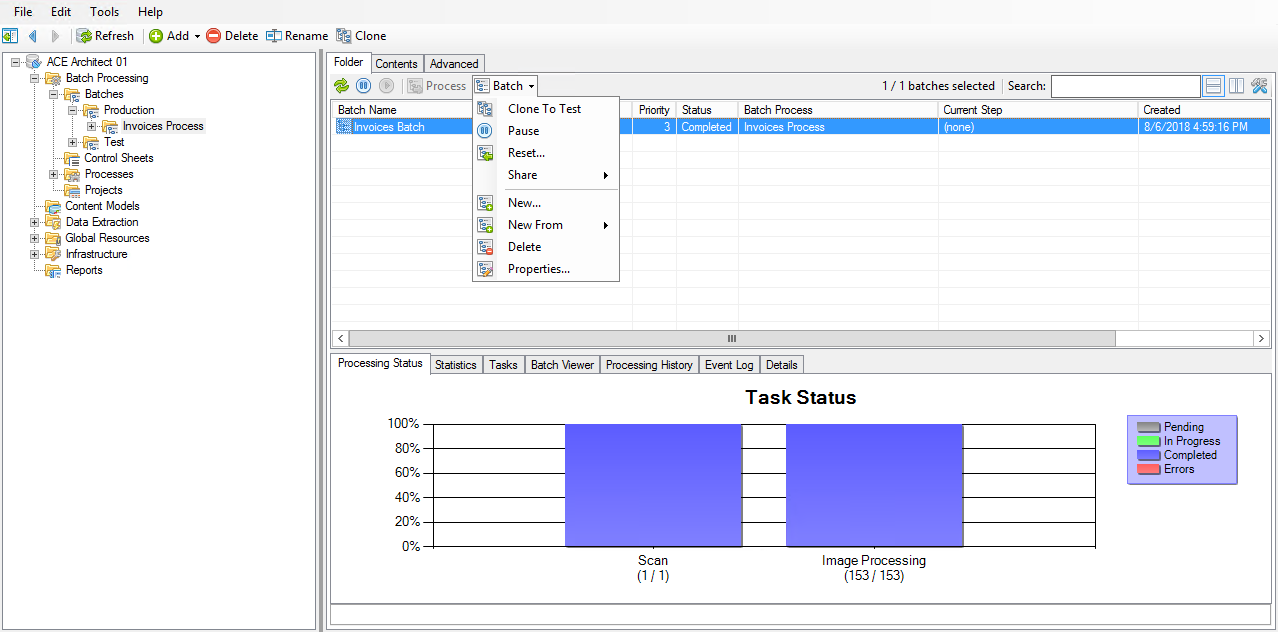 File Edit Tools Help
Refresh Add Delete Rename Clone
ACE Architect 01
Batch Processing
Batches
Production
Invoices Process
Test
Control Sheets
Processes
Projects
Content Models
Data Extraction
Global Resources
Infrastructure
Reports
Folder Contents Advanced
Process Batch 1 / 1 batches selected Search:
Batch Name Priority Status Batch Process Current Step Created
Invoices Batch 3 Completed Invoices Process (none) 8/6/2018 4:59:16 PM
Clone To Test
Pause
Reset...
Share
New...
New From
Delete
Properties...
Processing Status Statistics Tasks Batch Viewer Processing History Event Log Details
Task Status
100%
80%
60%
40%
20%
0%
Scan
(1 / 1)
Image Processing
(153 / 153)
Pending
In Progress
Completed
Errors